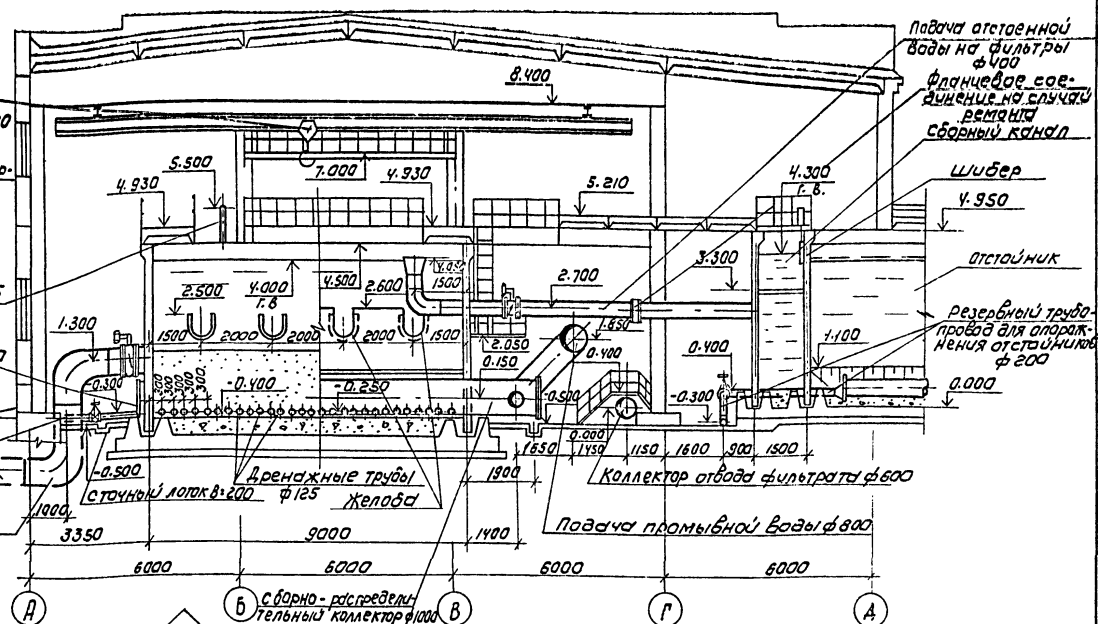 Подача отстоенной
воды на фильтры
ф400
Фланцевое сое-
динение на случай
ремонта
Сборный канал
Шибер
8.400
7.000
5.500
4.930
4.930
5.210
4.300
г.в.
4.950
3.300
отстойник
4.500
4.000
г.в
2.500
2.600
2.700
1500
2000
2000
2000
1500
1.300
1.850
2.050
0.150
0.400
0.400
1.100
Резервный трубо-
провод для опорож-
нения отстойников
ф200
0.000
-0.300
300
300
300
300
-0.400
-0.250
-0.500
-0.300
0.000
1650
1450
1150
1600
900
1500
-0.500
1900
сточный лоток в=200
Дренажные трубы
ф125
Желоба
Коллектор отвода фильтрата ф600
Подача промывной воды ф800
1900
3350
9000
1400
6000
6000
6000
6000
сборно-распредели-
тельный коллектор ф1000
А
Б
В
Г
Д